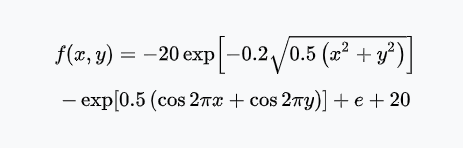 f(x, y) = −20 exp[−0.2√(0.5 (x² + y²))]
− exp[0.5 (cos 2πx + cos 2πy)] + e + 20